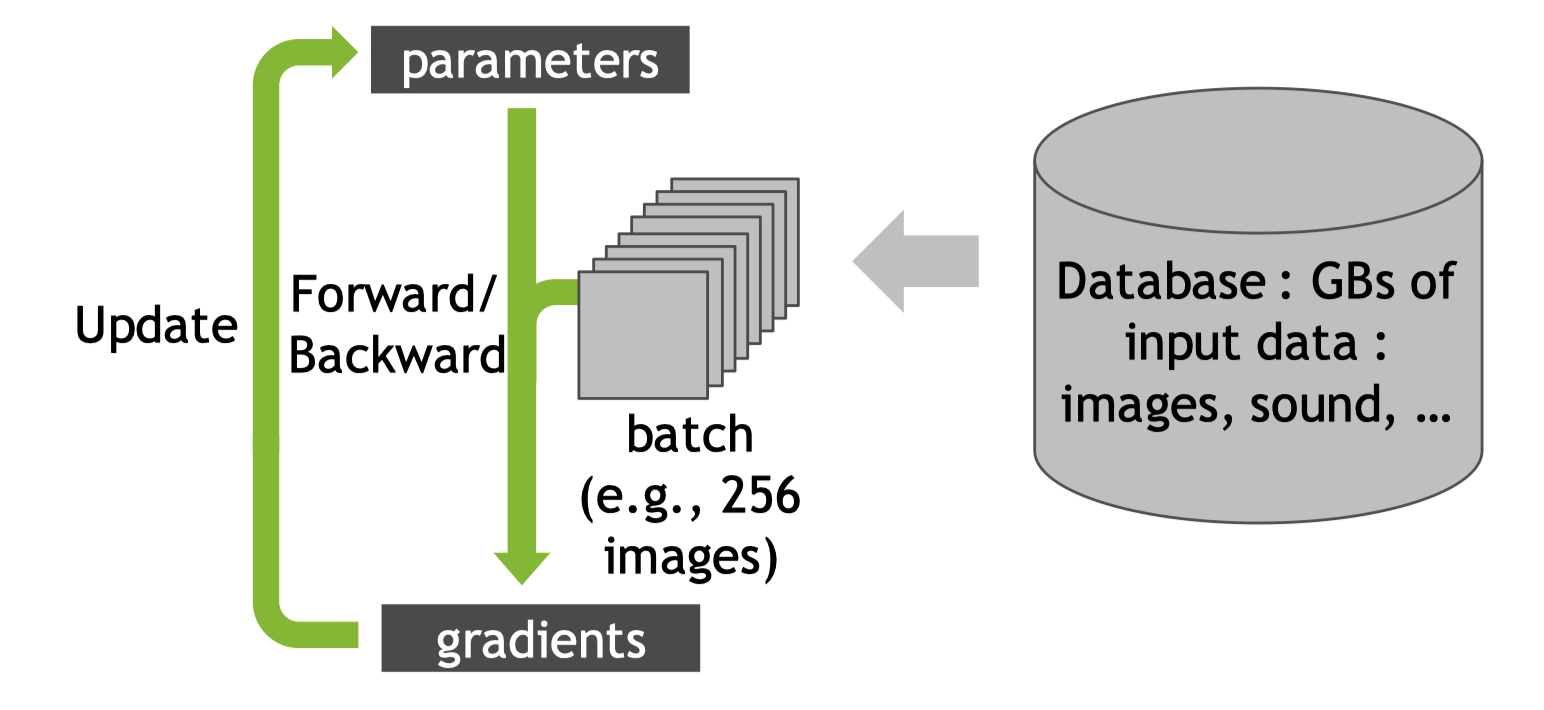 parameters
Update
Forward/
Backward
batch
(e.g., 256
images)
gradients
Database : GBs of
input data :
images, sound, …